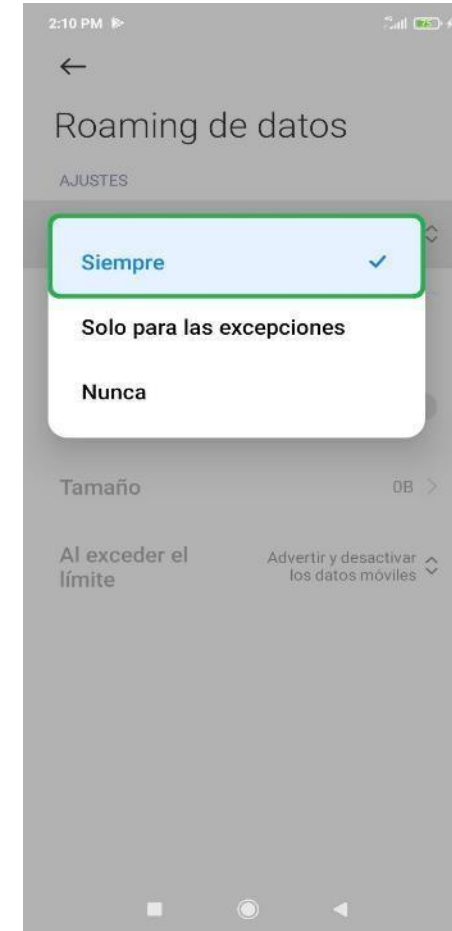 2:10 PM
75
Roaming de datos
AJUSTES
Siempre
Solo para las excepciones
Nunca
Tamaño 0B
Al exceder el Advertir y desactivar
límite los datos móviles